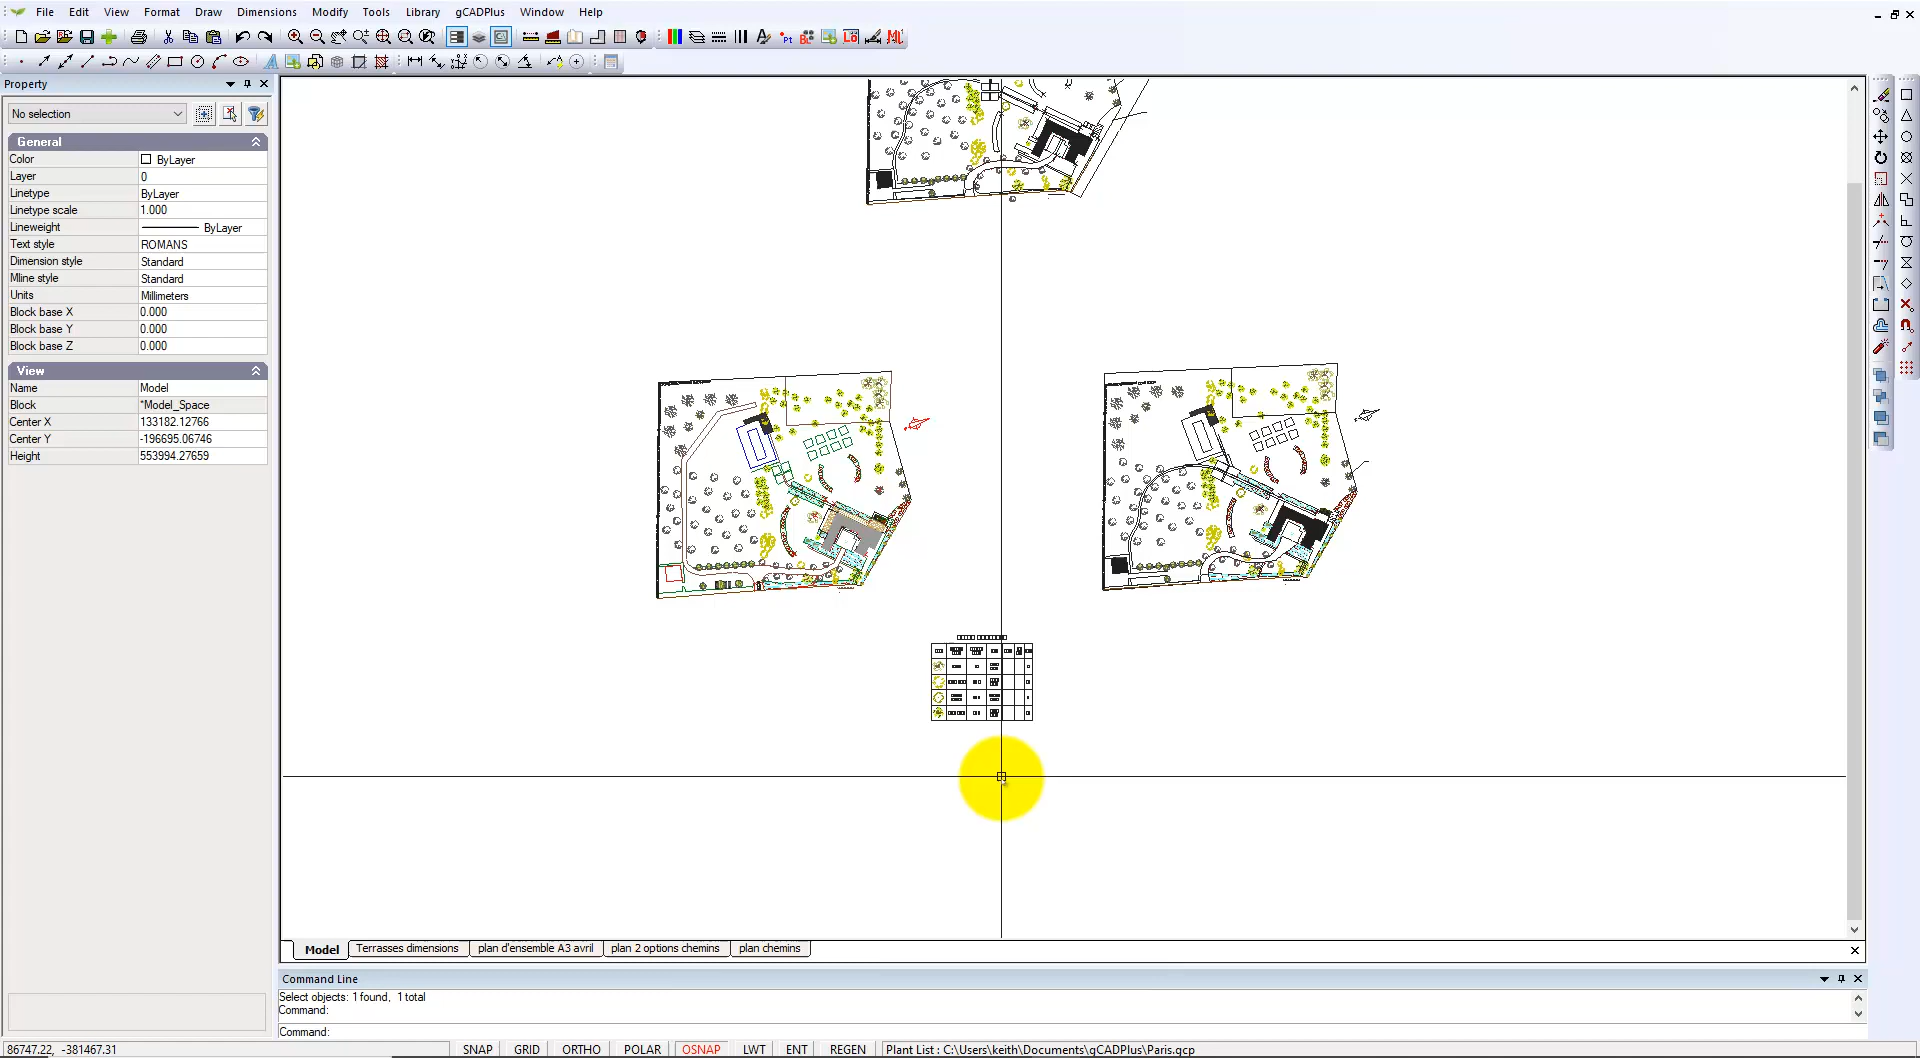 File Edit View Format Draw Dimensions Modify Tools Library gCADPlus Window Help
Property
No selection
General
Color ByLayer
Layer 0
Linetype ByLayer
Linetype scale 1.000
Lineweight ByLayer
Text style ROMANS
Dimension style Standard
Mline style Standard
Units Millimeters
Block base X 0.000
Block base Y 0.000
Block base Z 0.000
View
Name Model
Block *Model_Space
Center X 133182.12766
Center Y -196695.06746
Height 553994.27659
Model Terrasses dimensions plan d'ensemble A3 avril plan 2 options chemins plan chemins
Command Line
Select objects: 1 found, 1 total
Command:
Command:
86747.22, -381467.31 SNAP GRID ORTHO POLAR OSNAP LWT ENT REGEN Plant List : C:\Users\keith\Documents\gCADPlus\Paris.gcp